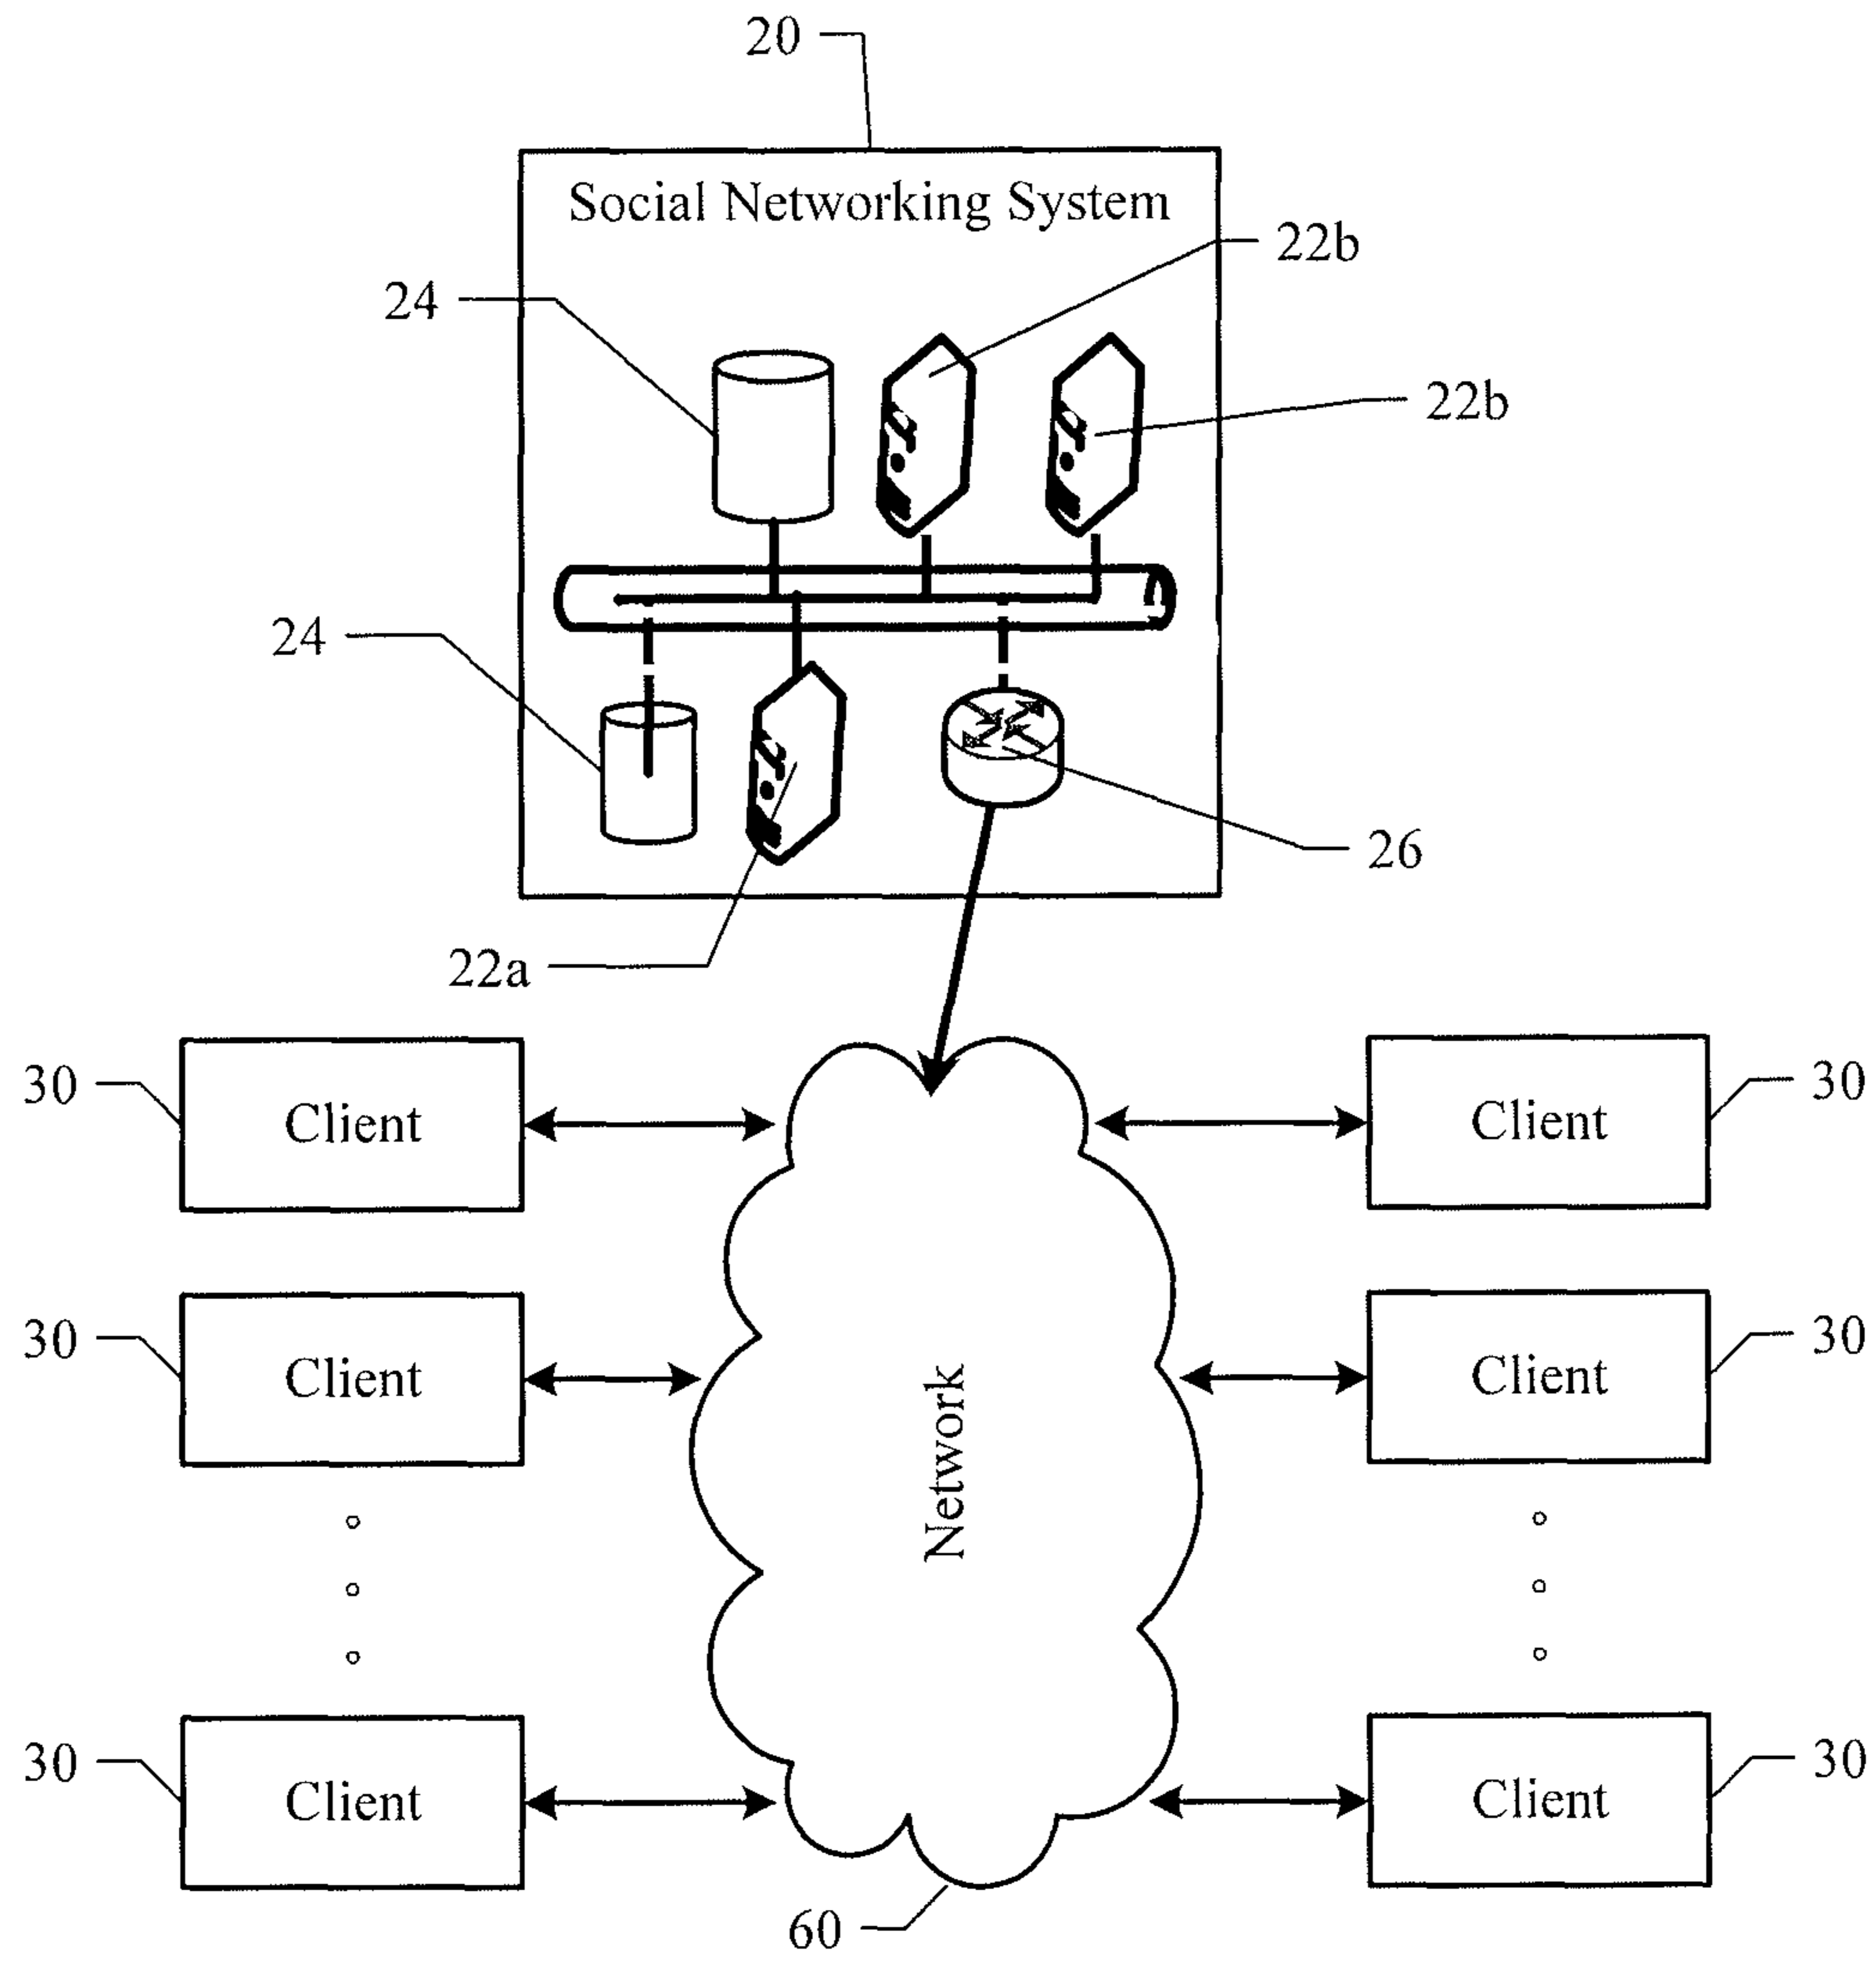 20
Social Networking System
22b
24
22b
24
26
22a
30
Client
Client
30
30
Client
Client
30
Network
30
Client
Client
30
60